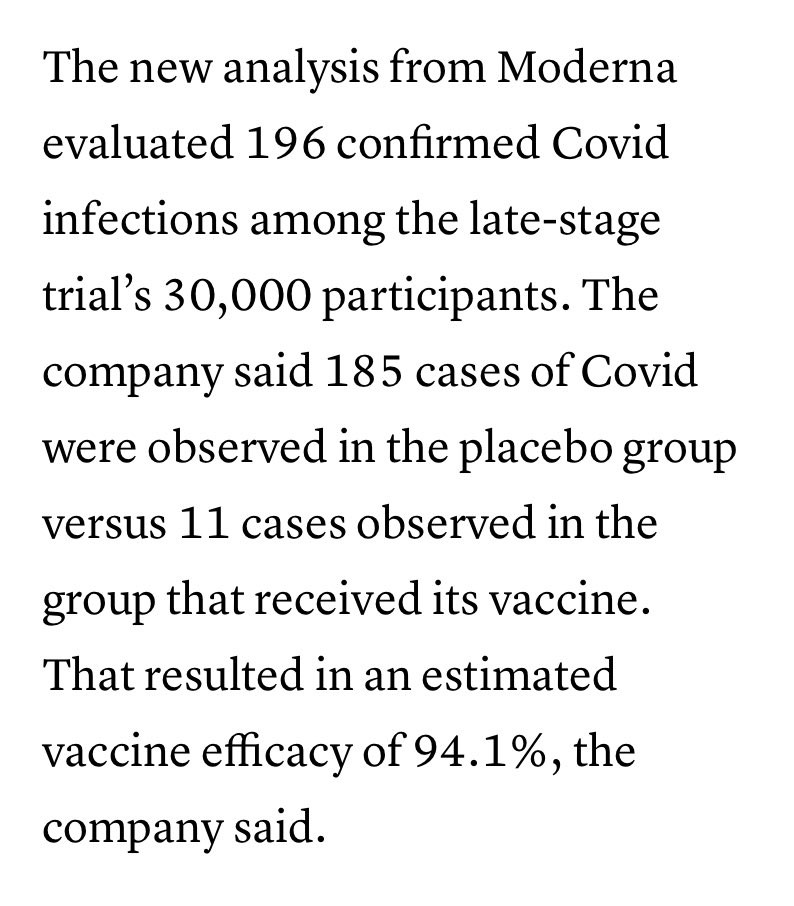 The new analysis from Moderna
evaluated 196 confirmed Covid
infections among the late-stage
trial’s 30,000 participants. The
company said 185 cases of Covid
were observed in the placebo group
versus 11 cases observed in the
group that received its vaccine.
That resulted in an estimated
vaccine efficacy of 94.1%, the
company said.